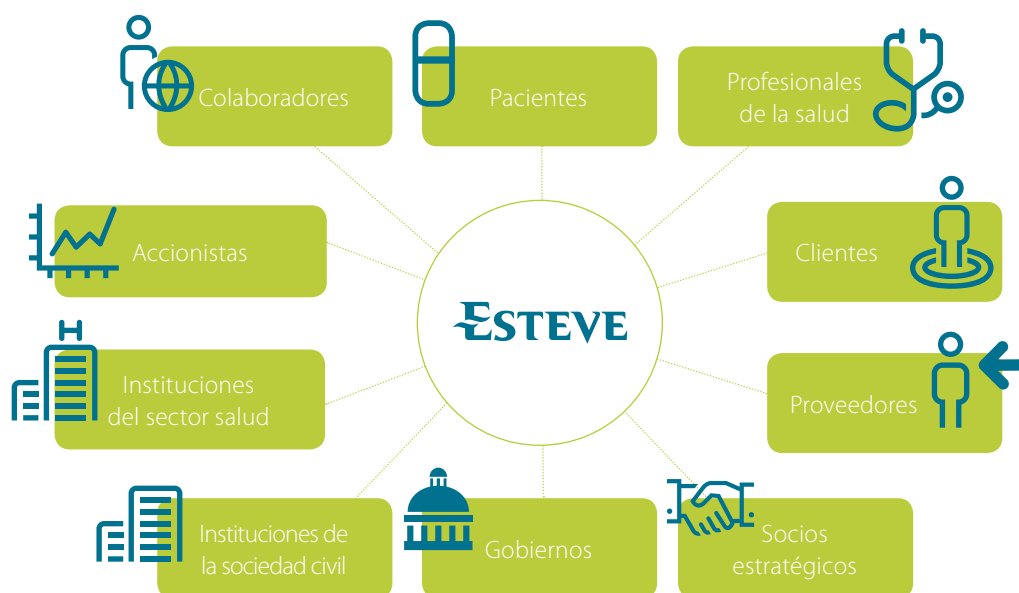 Colaboradores
Pacientes
Profesionales
de la salud
Accionistas
Clientes
ESTEVE
Instituciones
del sector salud
Proveedores
Instituciones de
la sociedad civil
Gobiernos
Socios
estratégicos